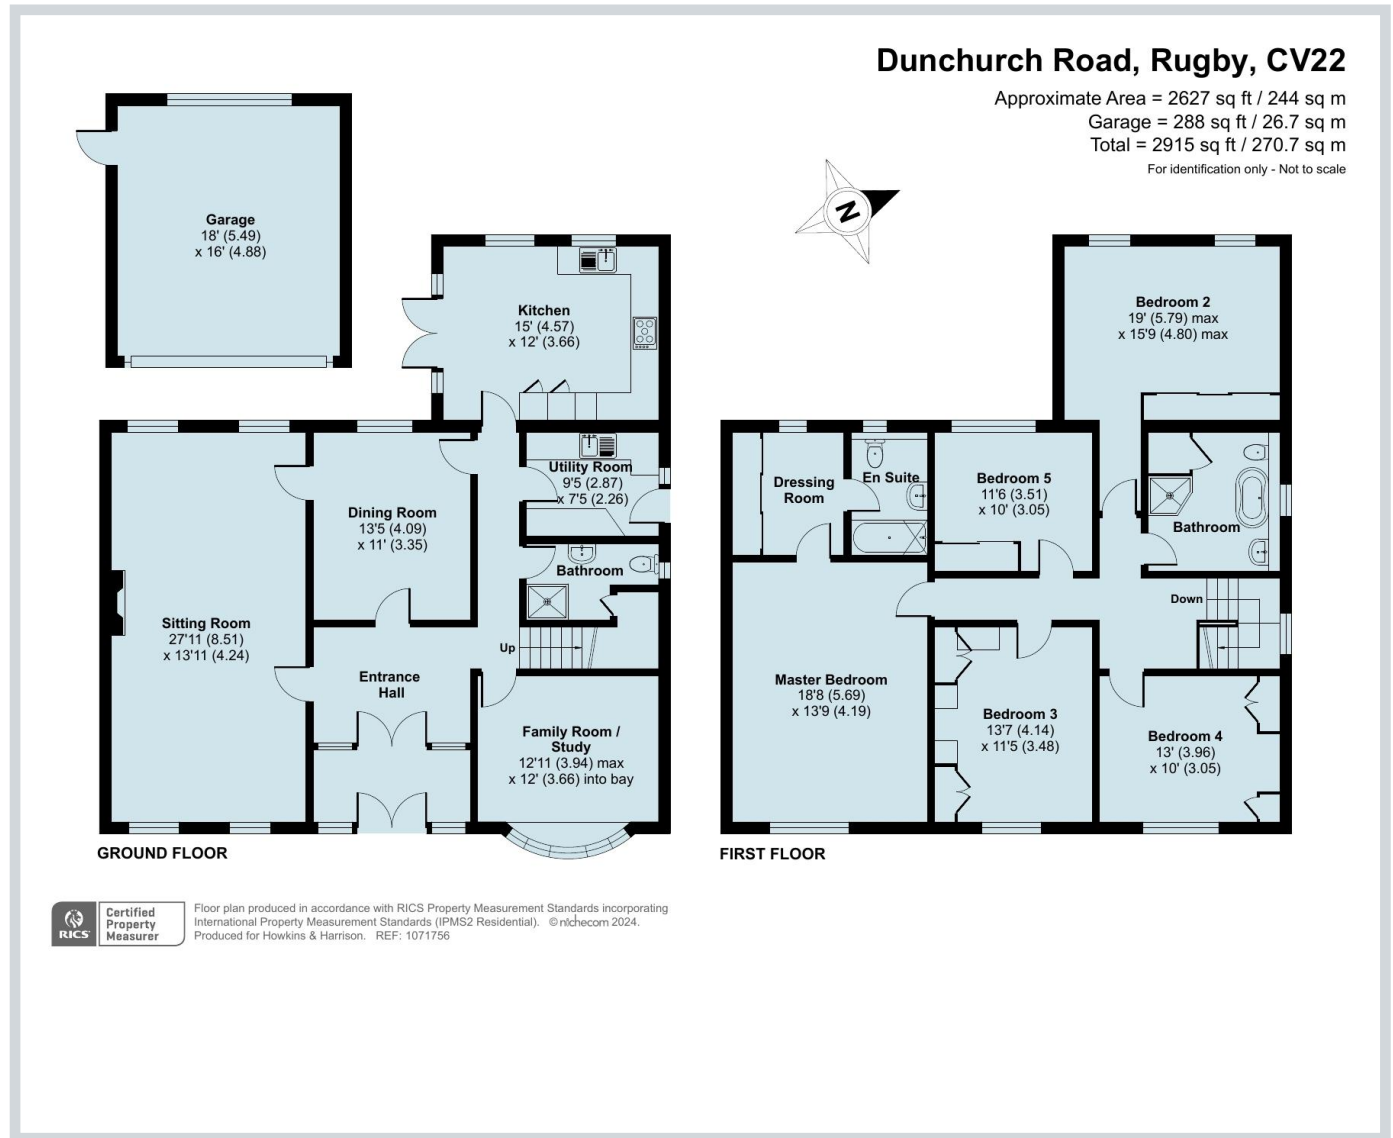 Dunchurch Road, Rugby, CV22
Approximate Area = 2627 sq ft / 244 sq m
Garage = 288 sq ft / 26.7 sq m
Total = 2915 sq ft / 270.7 sq m
For identification only - Not to scale
N
Garage
18' (5.49)
x 16' (4.88)
Kitchen
15' (4.57)
x 12' (3.66)
Utility Room
9'5 (2.87)
x 7'5 (2.26)
Dining Room
13'5 (4.09)
x 11' (3.35)
Bathroom
Sitting Room
27'11 (8.51)
x 13'11 (4.24)
Up
Entrance
Hall
Family Room /
Study
12'11 (3.94) max
x 12' (3.66) into bay
GROUND FLOOR
Bedroom 2
19' (5.79) max
x 15'9 (4.80) max
Dressing
Room
En Suite
Bedroom 5
11'6 (3.51)
x 10' (3.05)
Bathroom
Down
Master Bedroom
18'8 (5.69)
x 13'9 (4.19)
Bedroom 3
13'7 (4.14)
x 11'5 (3.48)
Bedroom 4
13' (3.96)
x 10' (3.05)
FIRST FLOOR
RICS
Certified
Property
Measurer
Floor plan produced in accordance with RICS Property Measurement Standards incorporating
International Property Measurement Standards (IPMS2 Residential). © nichecom 2024.
Produced for Howkins & Harrison. REF: 1071756